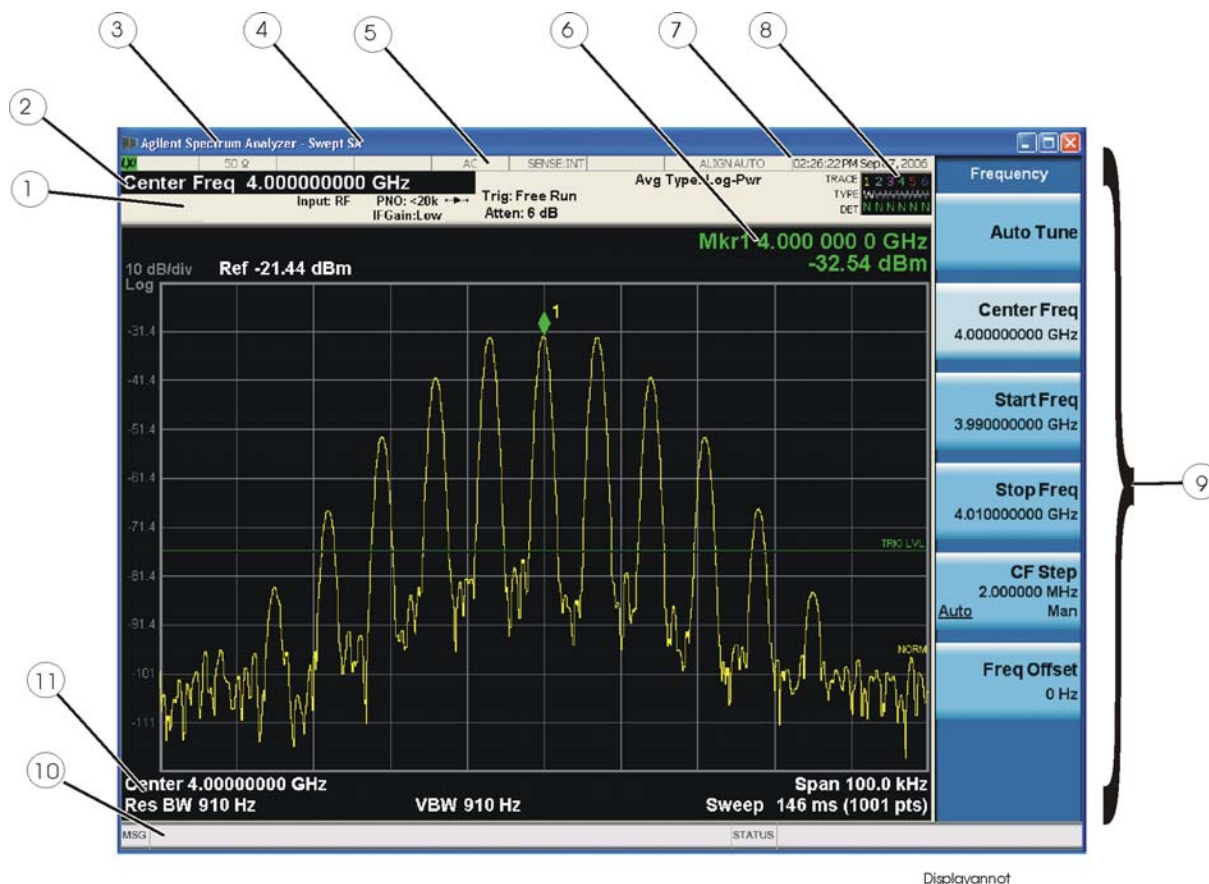 3
4
5
6
7
8
2
1
Agilent Spectrum Analyzer - Swept SA
LXI
50 Ω
AC
SENSE:INT
ALIGN AUTO
02:26:22PM Sep 07, 2006
Center Freq 4.000000000 GHz
Input: RF
PNO: <20k
IFGain:Low
Trig: Free Run
Atten: 6 dB
Avg Type: Log-Pwr
TRACE 1 2 3 4 5 6
TYPE
DET N N N N N N
Mkr1 4.000 000 0 GHz
-32.54 dBm
10 dB/div
Log
Ref -21.44 dBm
1
-31.4
-41.4
-51.4
-61.4
-71.4
-81.4
-91.4
-101
-111
TRIG LVL
NORM
Center 4.00000000 GHz
Span 100.0 kHz
Res BW 910 Hz
VBW 910 Hz
Sweep 146 ms (1001 pts)
MSG
STATUS
Frequency
Auto Tune
Center Freq
4.000000000 GHz
Start Freq
3.990000000 GHz
Stop Freq
4.010000000 GHz
CF Step
2.000000 MHz
Auto Man
Freq Offset
0 Hz
9
11
10
Displayannot